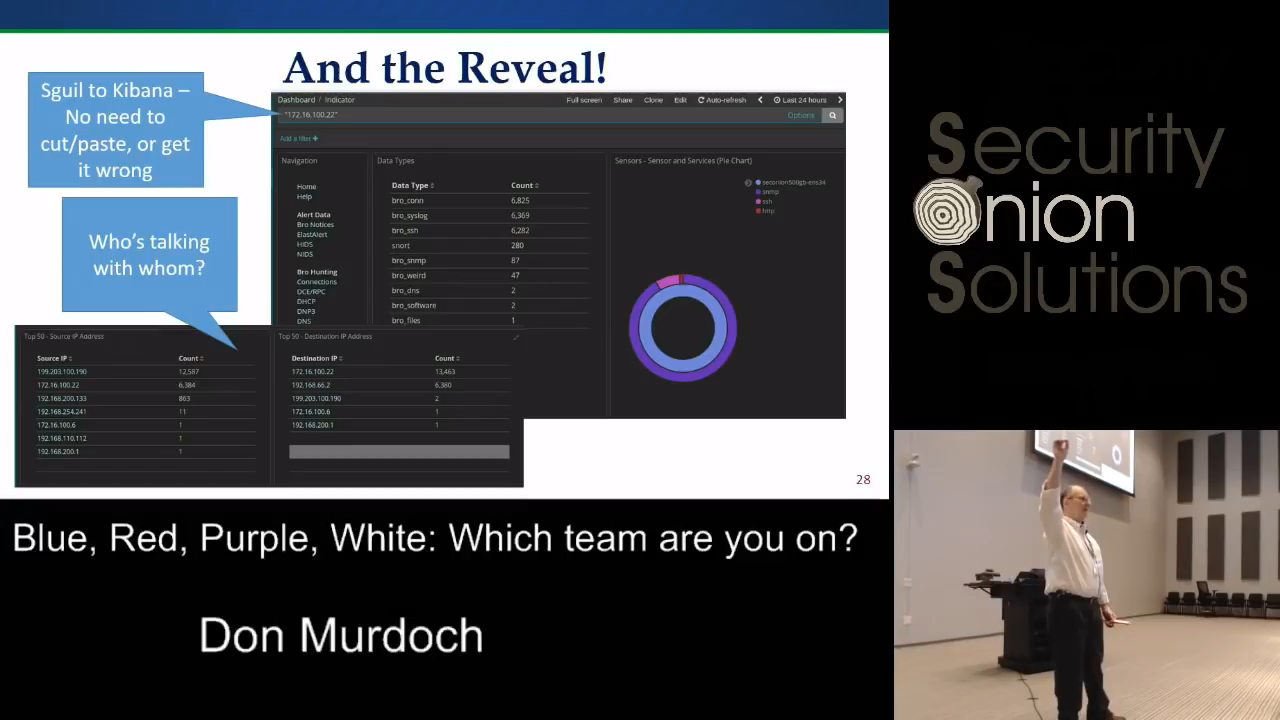 And the Reveal!
Sguil to Kibana –
No need to
cut/paste, or get
it wrong
Who's talking
with whom?
Dashboard / Indicator
Full screen Share Clone Edit Auto-refresh Last 24 hours
"172.16.100.22"
Options
Add a filter +
Navigation
Home
Help
Alert Data
Bro Notices
ElastAlert
HIDS
NIDS
Bro Hunting
Connections
DCE/RPC
DHCP
DNP3
DNS
Data Types
Data Type Count
bro_conn 6,825
bro_syslog 6,369
bro_ssh 6,282
snort 280
bro_snmp 87
bro_weird 47
bro_dns 2
bro_software 2
bro_files 1
Sensors - Sensor and Services (Pie Chart)
seconion500gb-ens34
snmp
ssh
http
Top 50 - Source IP Address
Source IP Count
199.203.100.190 12,587
172.16.100.22 6,384
192.168.200.133 863
192.168.254.241 11
172.16.100.6 1
192.168.110.112 1
192.168.200.1 1
Top 50 - Destination IP Address
Destination IP Count
172.16.100.22 13,463
192.168.66.2 6,380
199.203.100.190 2
172.16.100.6 1
192.168.200.1 1
28
Security
Onion
Solutions
Blue, Red, Purple, White: Which team are you on?
Don Murdoch